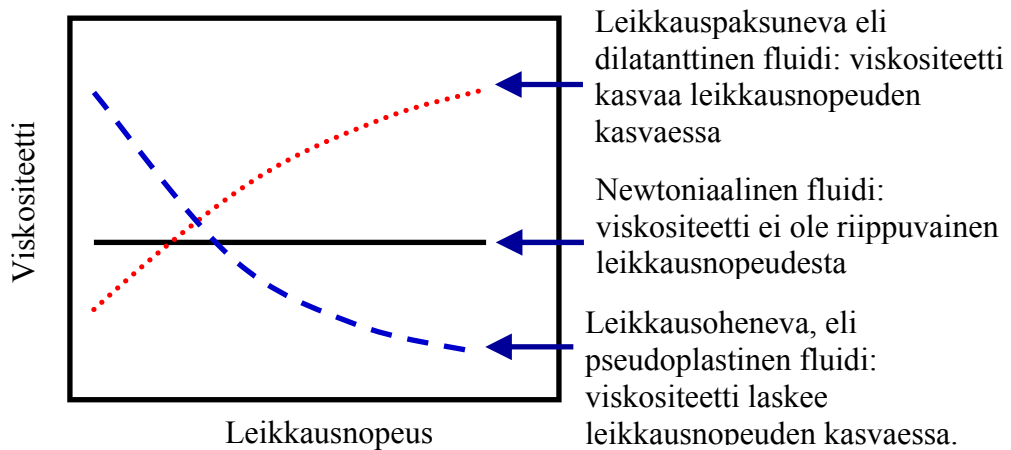 Leikkauspaksuneva eli
dilatanttinen fluidi: viskositeetti
kasvaa leikkausnopeuden
kasvaessa
Newtoniaalinen fluidi:
viskositeetti ei ole riippuvainen
leikkausnopeudesta
Leikkausoheneva, eli
pseudoplastinen fluidi:
viskositeetti laskee
leikkausnopeuden kasvaessa.
Viskositeetti
Leikkausnopeus